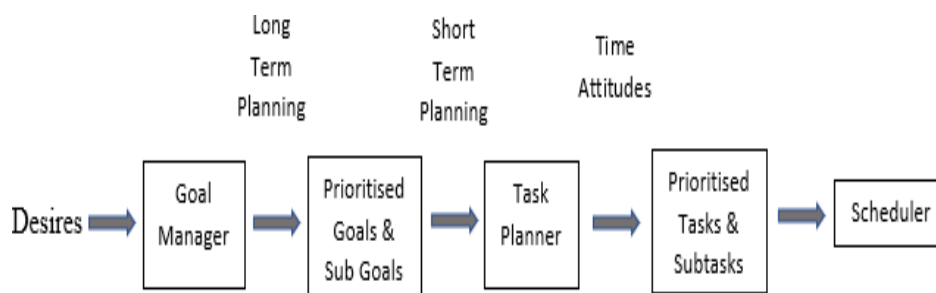 Long
Term
Planning
Short
Term
Planning
Time
Attitudes
Desires
Goal
Manager
Prioritised
Goals &
Sub Goals
Task
Planner
Prioritised
Tasks &
Subtasks
Scheduler